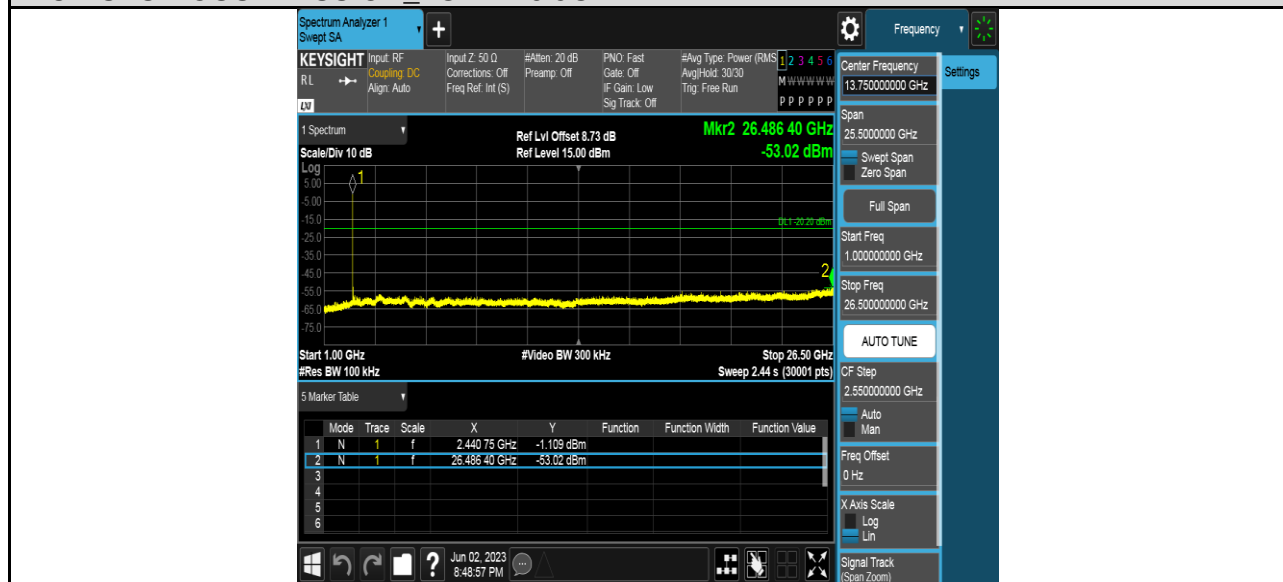 Spectrum Analyzer 1
Swept SA
Frequency
KEYSIGHT
RL
LXI
Input: RF
Coupling: DC
Align: Auto
Input Z: 50 Ω
Corrections: Off
Freq Ref: Int (S)
#Atten: 20 dB
Preamp: Off
PNO: Fast
Gate: Off
IF Gain: Low
Sig Track: Off
#Avg Type: Power (RMS
Avg|Hold: 30/30
Trig: Free Run
1 2 3 4 5 6
M W W W W W
P P P P P P
Center Frequency
13.750000000 GHz
Settings
Span
25.5000000 GHz
Swept Span
Zero Span
Full Span
Start Freq
1.000000000 GHz
Stop Freq
26.500000000 GHz
AUTO TUNE
CF Step
2.550000000 GHz
Auto
Man
Freq Offset
0 Hz
X Axis Scale
Log
Lin
Signal Track
(Span Zoom)
1 Spectrum
Scale/Div 10 dB
Ref Lvl Offset 8.73 dB
Ref Level 15.00 dBm
Mkr2 26.486 40 GHz
-53.02 dBm
Log
5.00
-5.00
-15.0
-25.0
-35.0
-45.0
-55.0
-65.0
-75.0
1
DL1 -20.20 dBm
2
Start 1.00 GHz
#Res BW 100 kHz
#Video BW 300 kHz
Stop 26.50 GHz
Sweep 2.44 s (30001 pts)
5 Marker Table
Mode Trace Scale X Y Function Function Width Function Value
1 N 1 f 2.440 75 GHz -1.109 dBm
2 N 1 f 26.486 40 GHz -53.02 dBm
3
4
5
6
?
Jun 02, 2023
8:48:57 PM